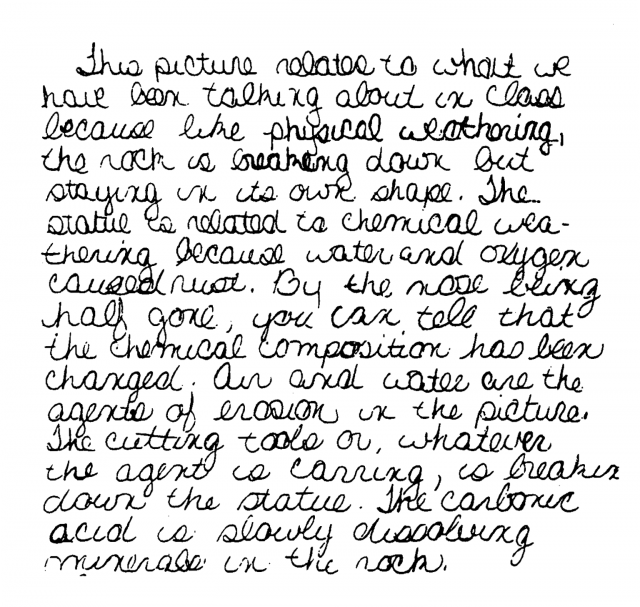 This picture relates to what we
have been talking about in class
because like physical weathering,
the rock is breaking down but
staying in its own shape. The
statue is related to chemical wea-
thering because water and oxygen
caused rust. By the nose being
half gone, you can tell that
the chemical composition has been
changed. Air and water are the
agents of erosion in the picture.
The cutting tools or, whatever
the agent is carring, is breakin
down the statue. The carbonic
acid is slowly dissolving
minerals in the rock.